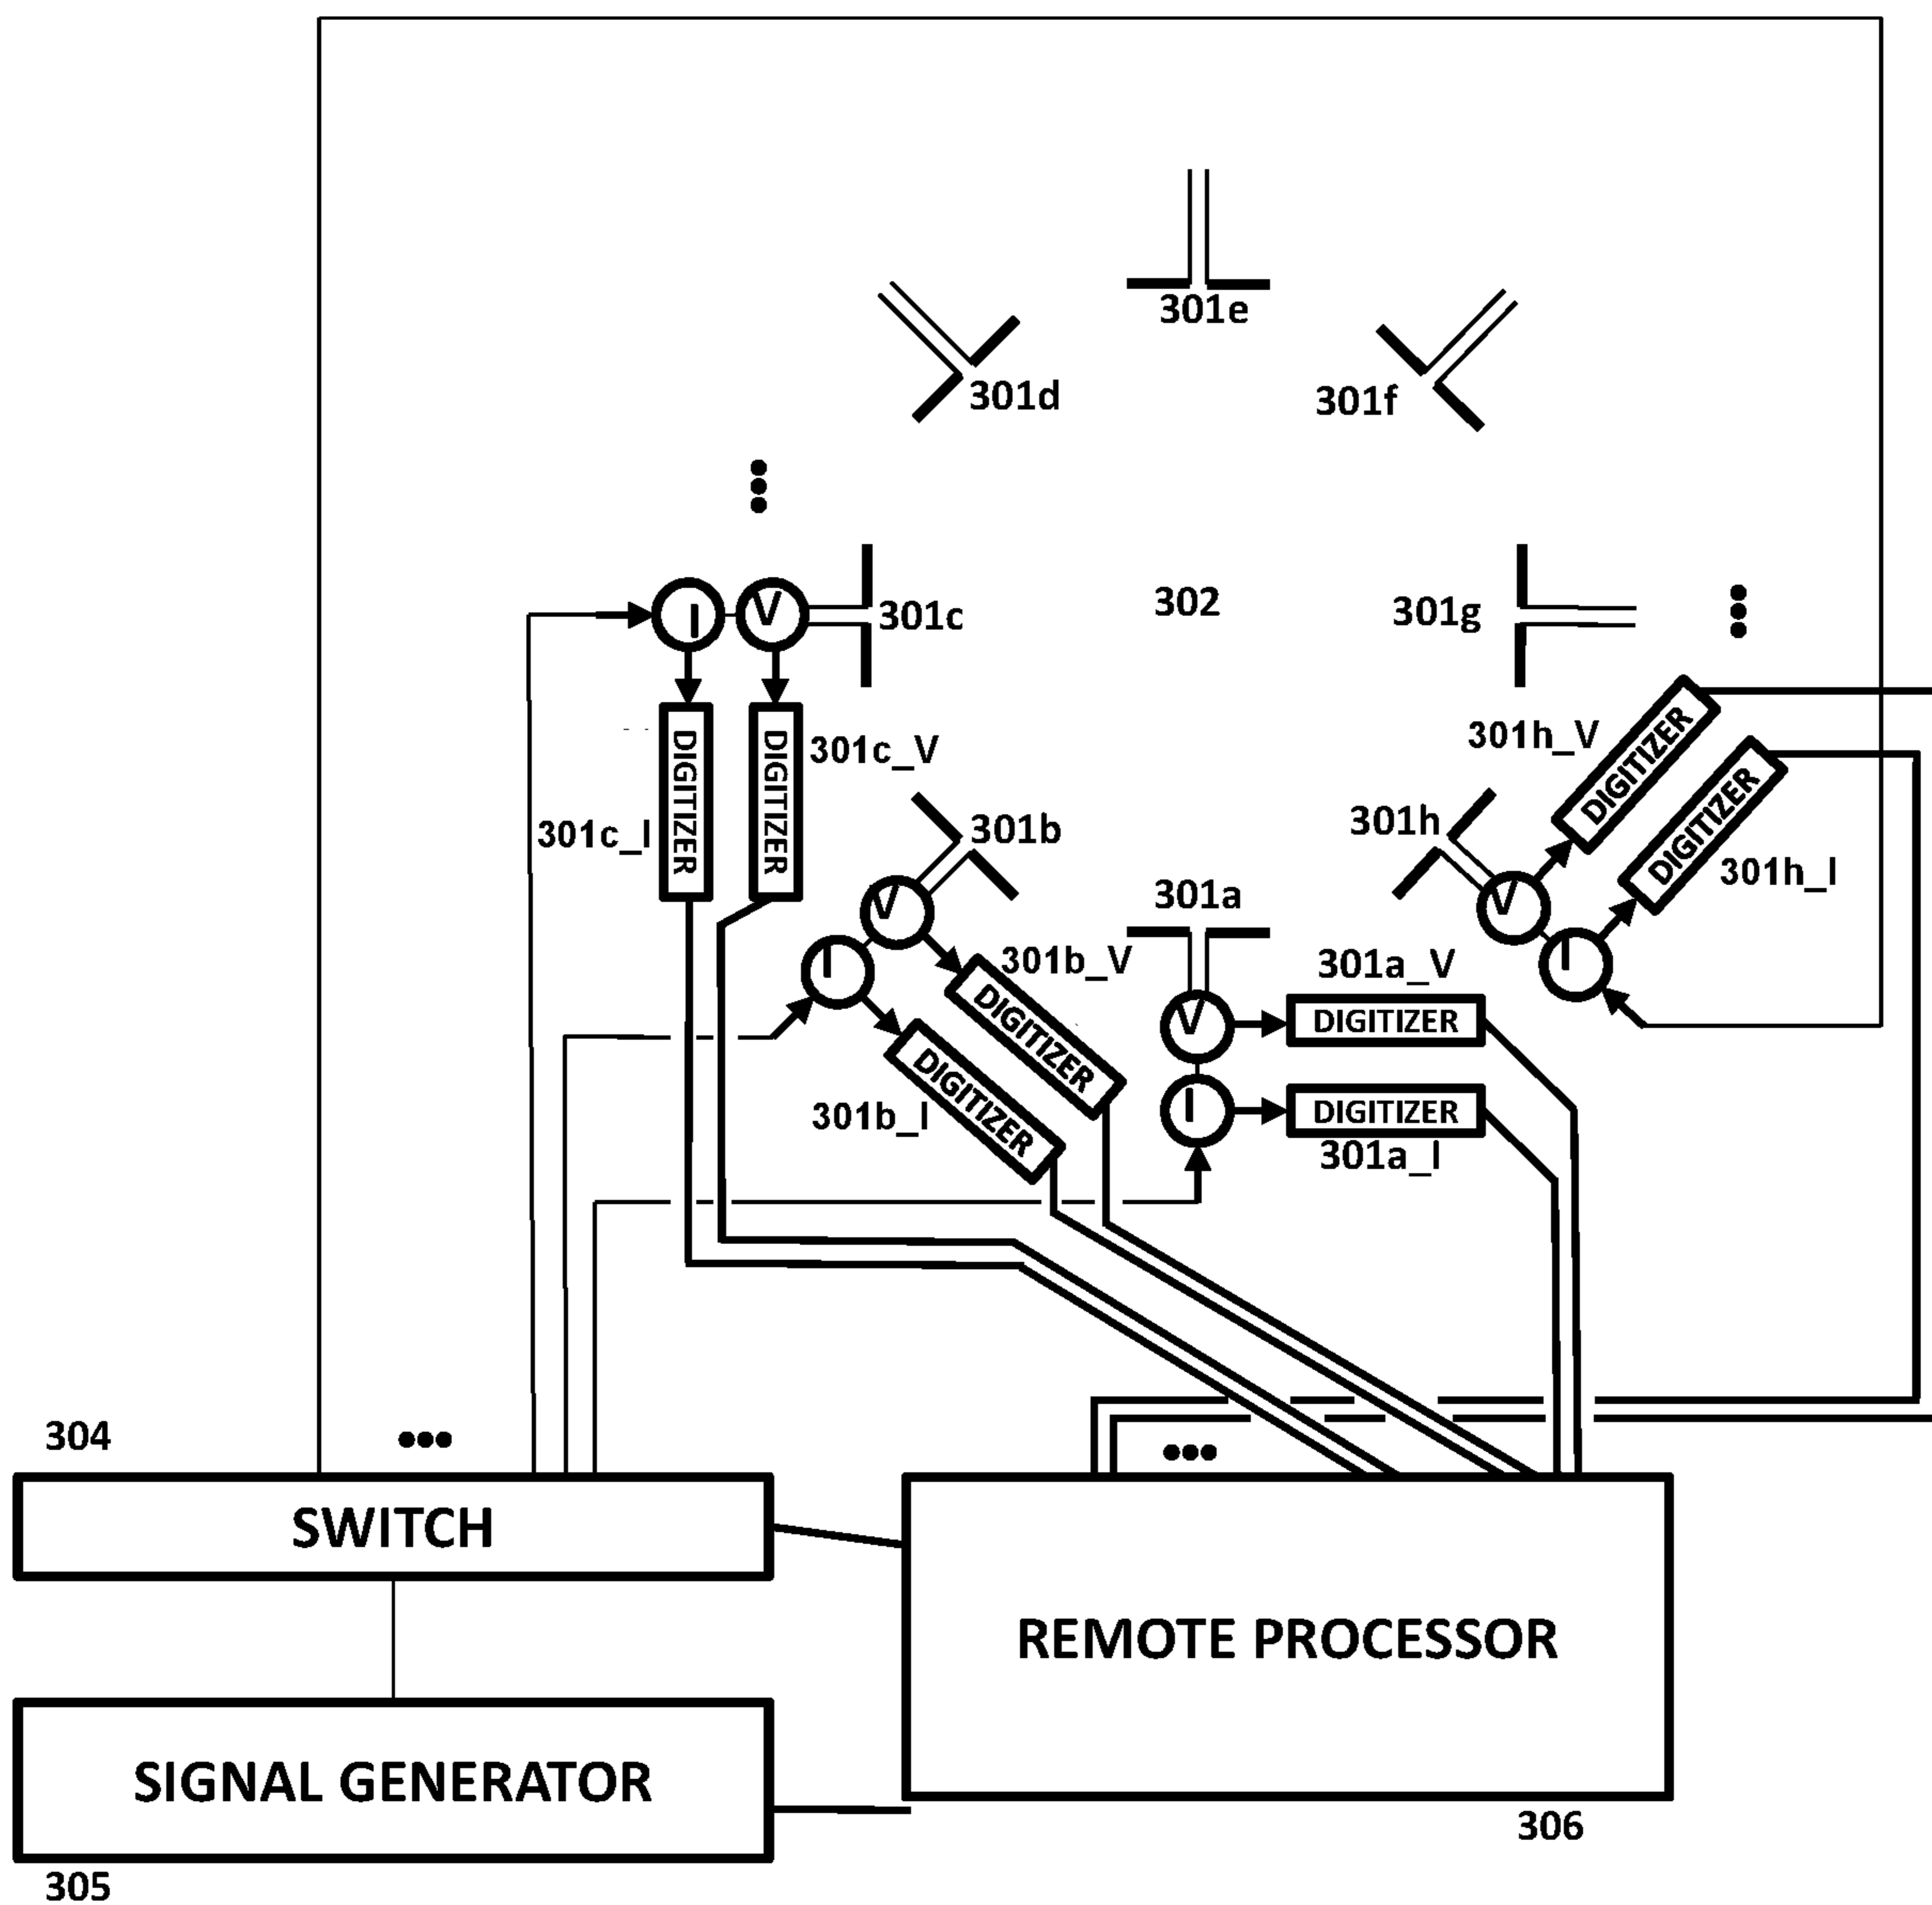 301e
301d
301f
301c
302
301g
I
V
301h_V
DIGITIZER
DIGITIZER
301c_V
301c_I
DIGITIZER
DIGITIZER
301h_I
301b
301h
301a
V
I
V
I
301b_V
DIGITIZER
DIGITIZER
301b_I
301a_V
V
DIGITIZER
I
DIGITIZER
301a_I
304
SWITCH
REMOTE PROCESSOR
SIGNAL GENERATOR
306
305